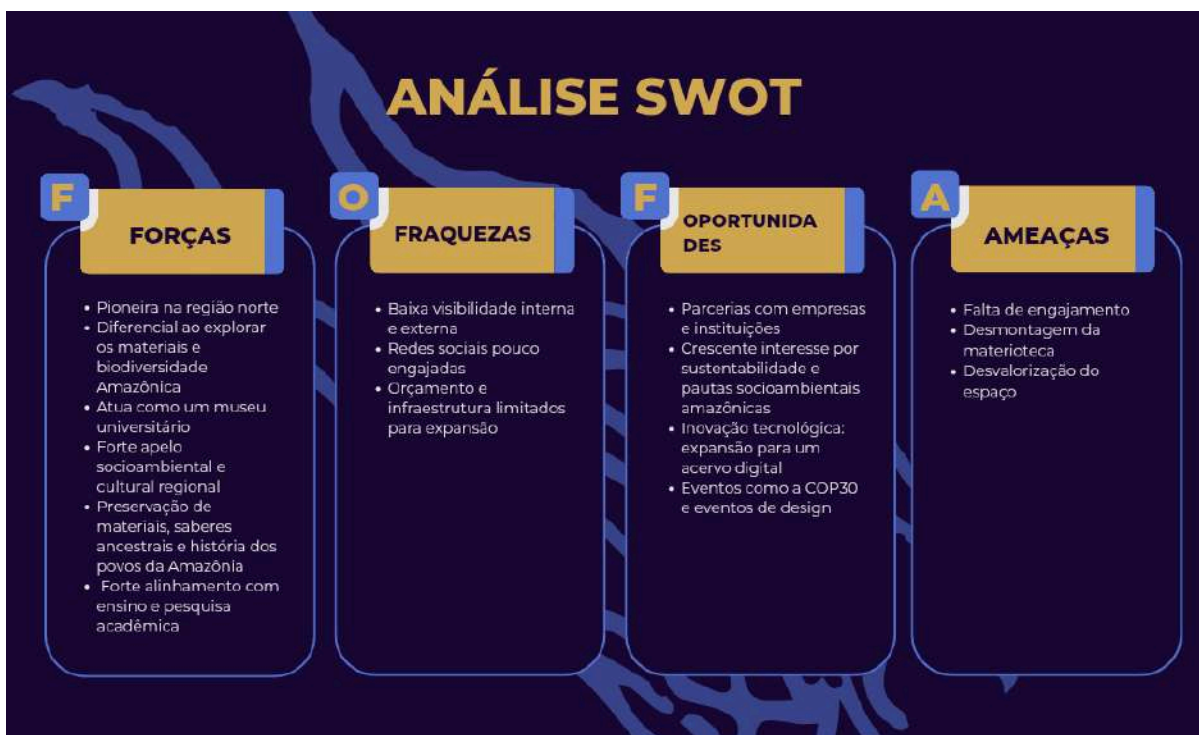 ANÁLISE SWOT
F
FORÇAS
• Pioneira na região norte
• Diferencial ao explorar
os materiais e
biodiversidade
Amazônica
• Atua como um museu
universitário
• Forte apelo
socioambiental e
cultural regional
• Preservação de
materiais, saberes
ancestrais e história dos
povos da Amazônia
• Forte alinhamento com
ensino e pesquisa
acadêmica
O
FRAQUEZAS
• Baixa visibilidade interna
e externa
• Redes sociais pouco
engajadas
• Orçamento e
infraestrutura limitados
para expansão
F
OPORTUNIDA
DES
• Parcerias com empresas
e instituições
• Crescente interesse por
sustentabilidade e
pautas socioambientais
amazônicas
• Inovação tecnológica:
expansão para um
acervo digital
• Eventos como a COP30
e eventos de design
A
AMEAÇAS
• Falta de engajamento
• Desmontagem da
materioteca
• Desvalorização do
espaço